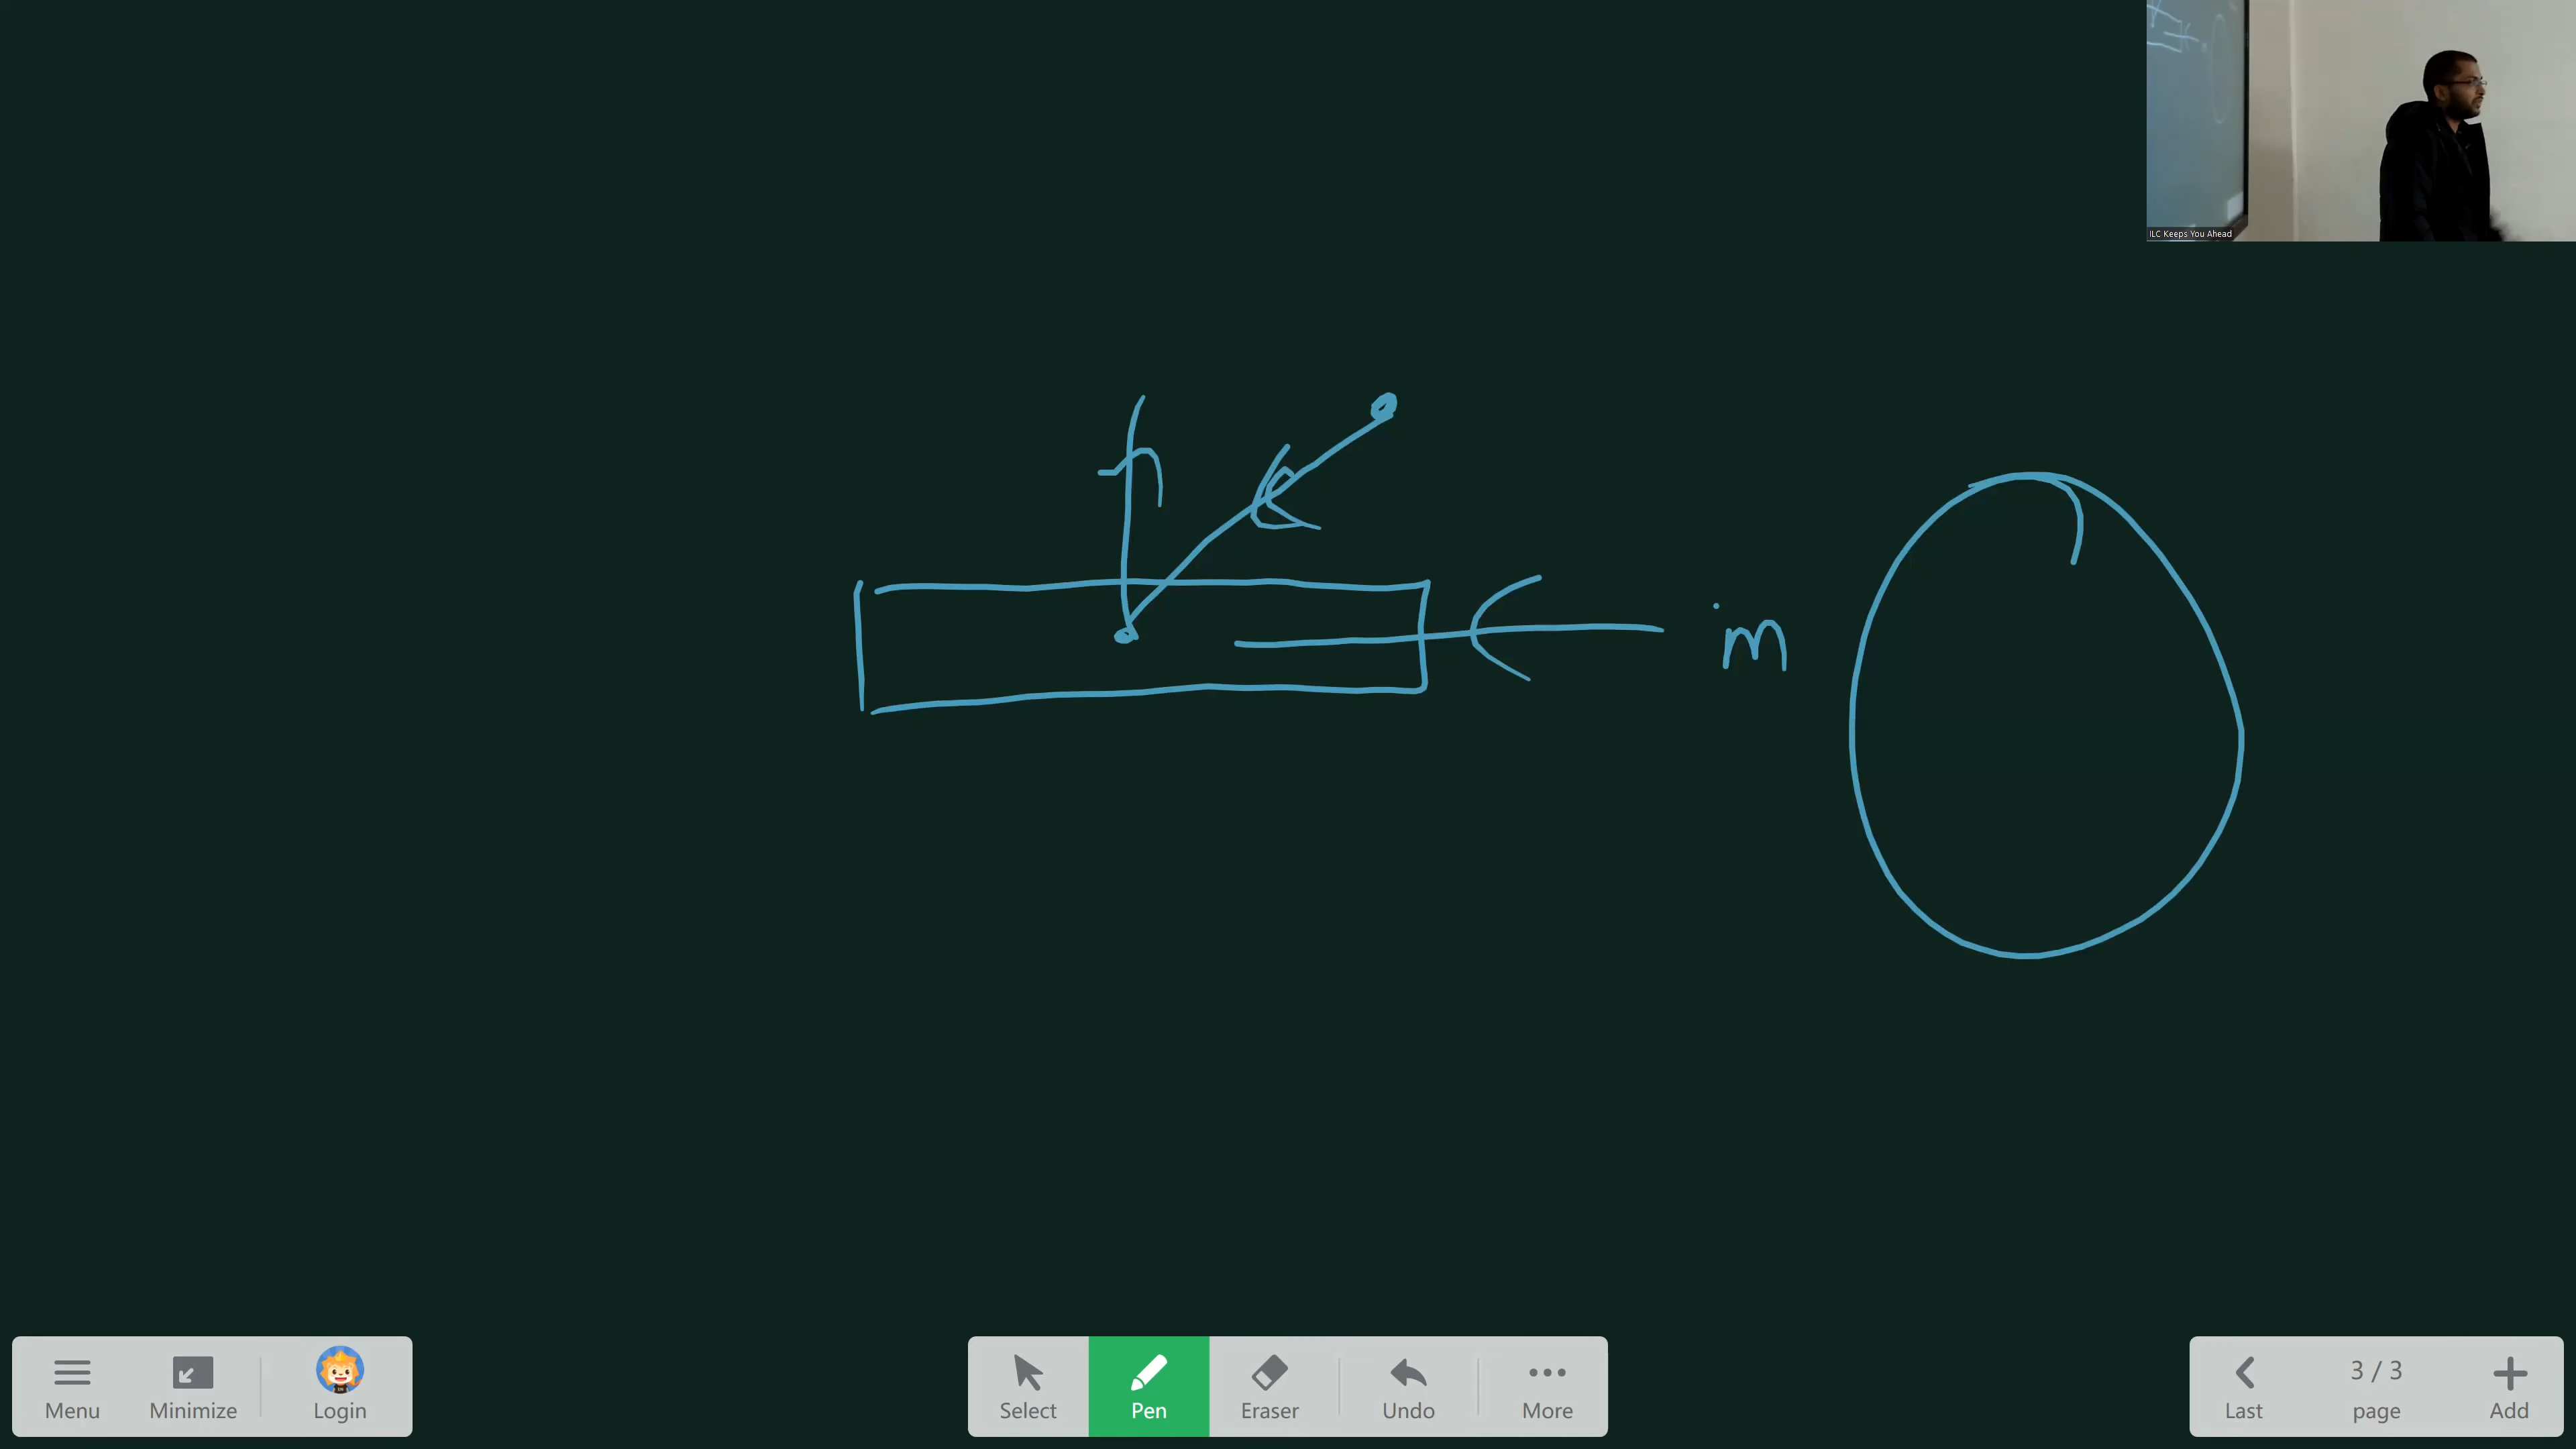 ILC Keeps You Ahead
m
Menu
Minimize
Login
Select
Pen
Eraser
Undo
More
Last
3 / 3
page
Add